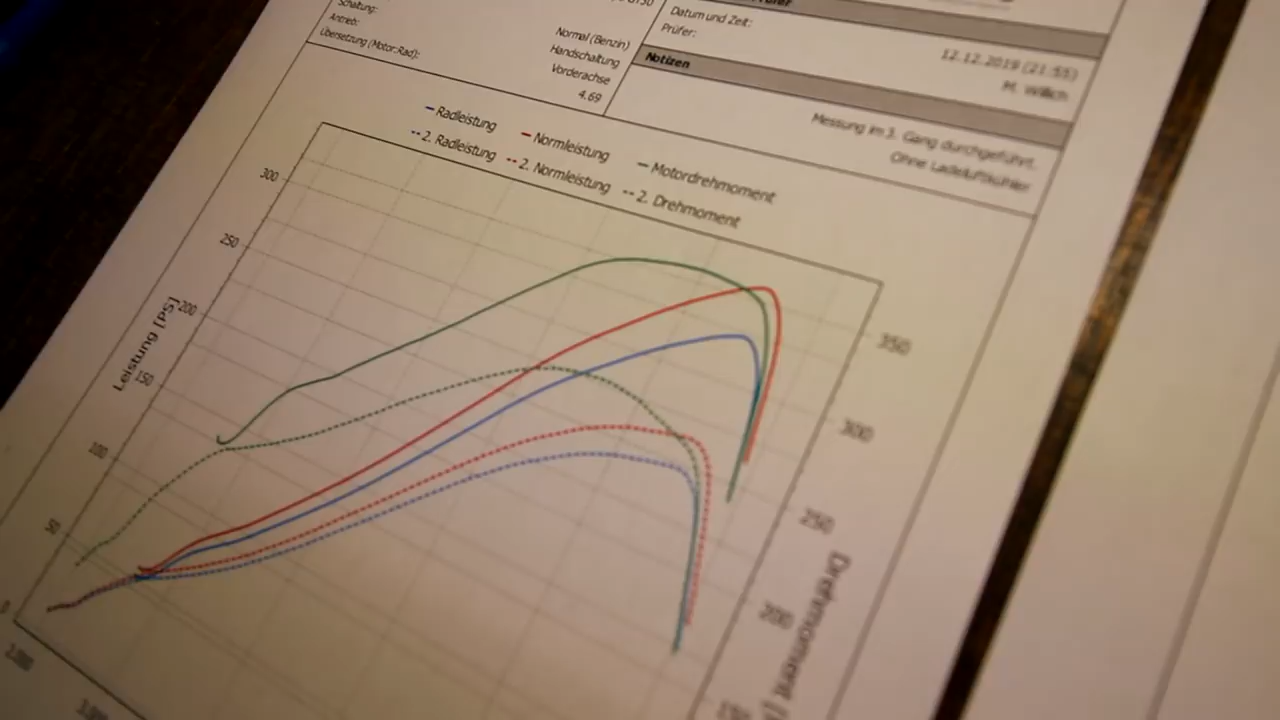 Schaltung:
Antrieb:
Übersetzung (Motor:Rad):
Normal (Benzin)
Handschaltung
Vorderachse
4.69
Datum und Zeit:
12.12.2019 (21:55)
Prüfer:
M. Willich
Notizen
Messung im 3. Gang durchgeführt.
Ohne Ladeluftkühler
Radleistung
Normleistung
Motordrehmoment
2. Radleistung
2. Normleistung
2. Drehmoment
300
250
200
150
100
50
0
Leistung [PS]
350
300
250
200
Drehmoment